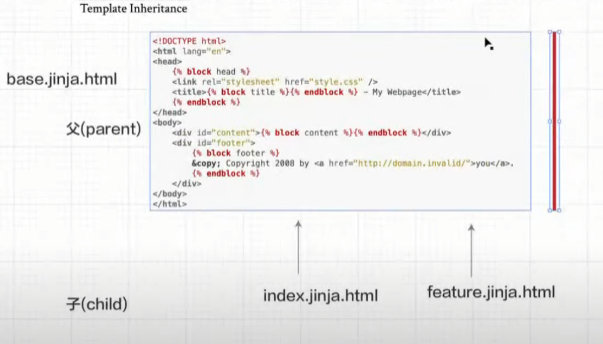 Template Inheritance
base.jinja.html
父(parent)
<!DOCTYPE html>
<html lang="en">
<head>
    {% block head %}
    <link rel="stylesheet" href="style.css" />
    <title>{% block title %}{% endblock %} - My Webpage</title>
    {% endblock %}
</head>
<body>
    <div id="content">{% block content %}{% endblock %}</div>
    <div id="footer">
        {% block footer %}
        &copy; Copyright 2008 by <a href="http://domain.invalid/">you</a>.
        {% endblock %}
    </div>
</body>
</html>
子(child)
index.jinja.html
feature.jinja.html